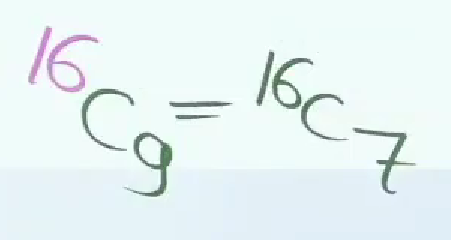 ¹⁶C₉ = ¹⁶C₇